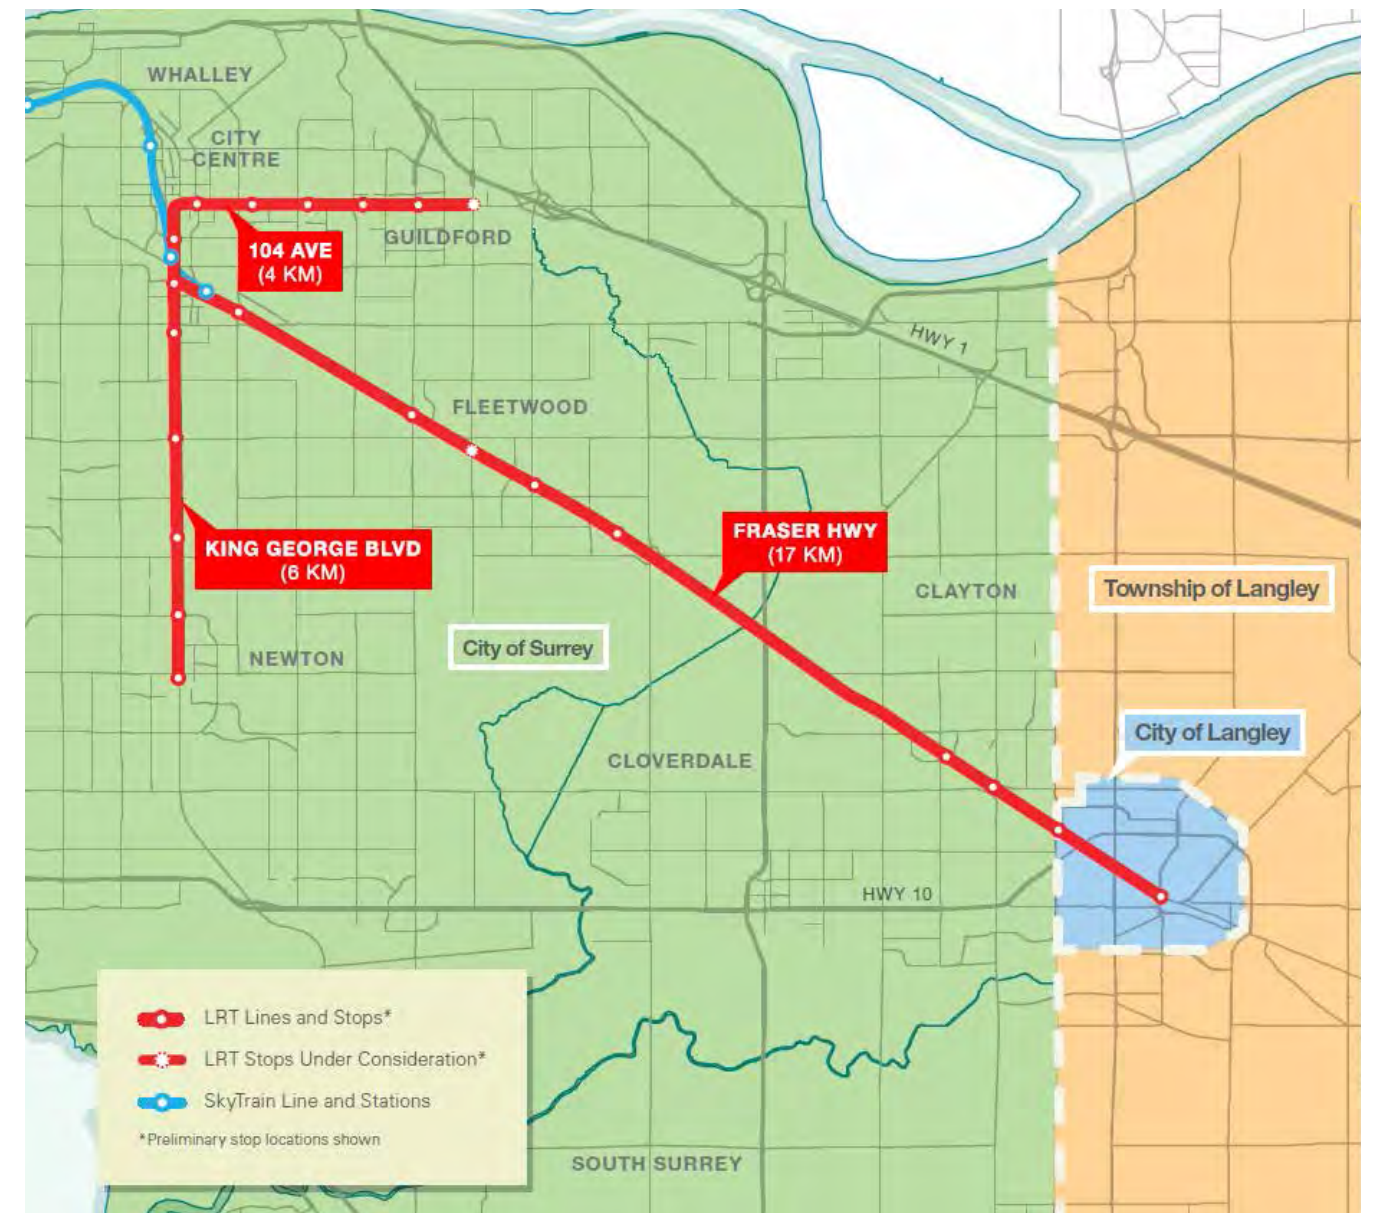 WHALLEY
CITY
CENTRE
GUILDFORD
104 AVE
(4 KM)
HWY 1
FLEETWOOD
FRASER HWY
(17 KM)
KING GEORGE BLVD
(6 KM)
CLAYTON
Township of Langley
City of Surrey
NEWTON
City of Langley
CLOVERDALE
HWY 10
LRT Lines and Stops*
LRT Stops Under Consideration*
SkyTrain Line and Stations
*Preliminary stop locations shown
SOUTH SURREY